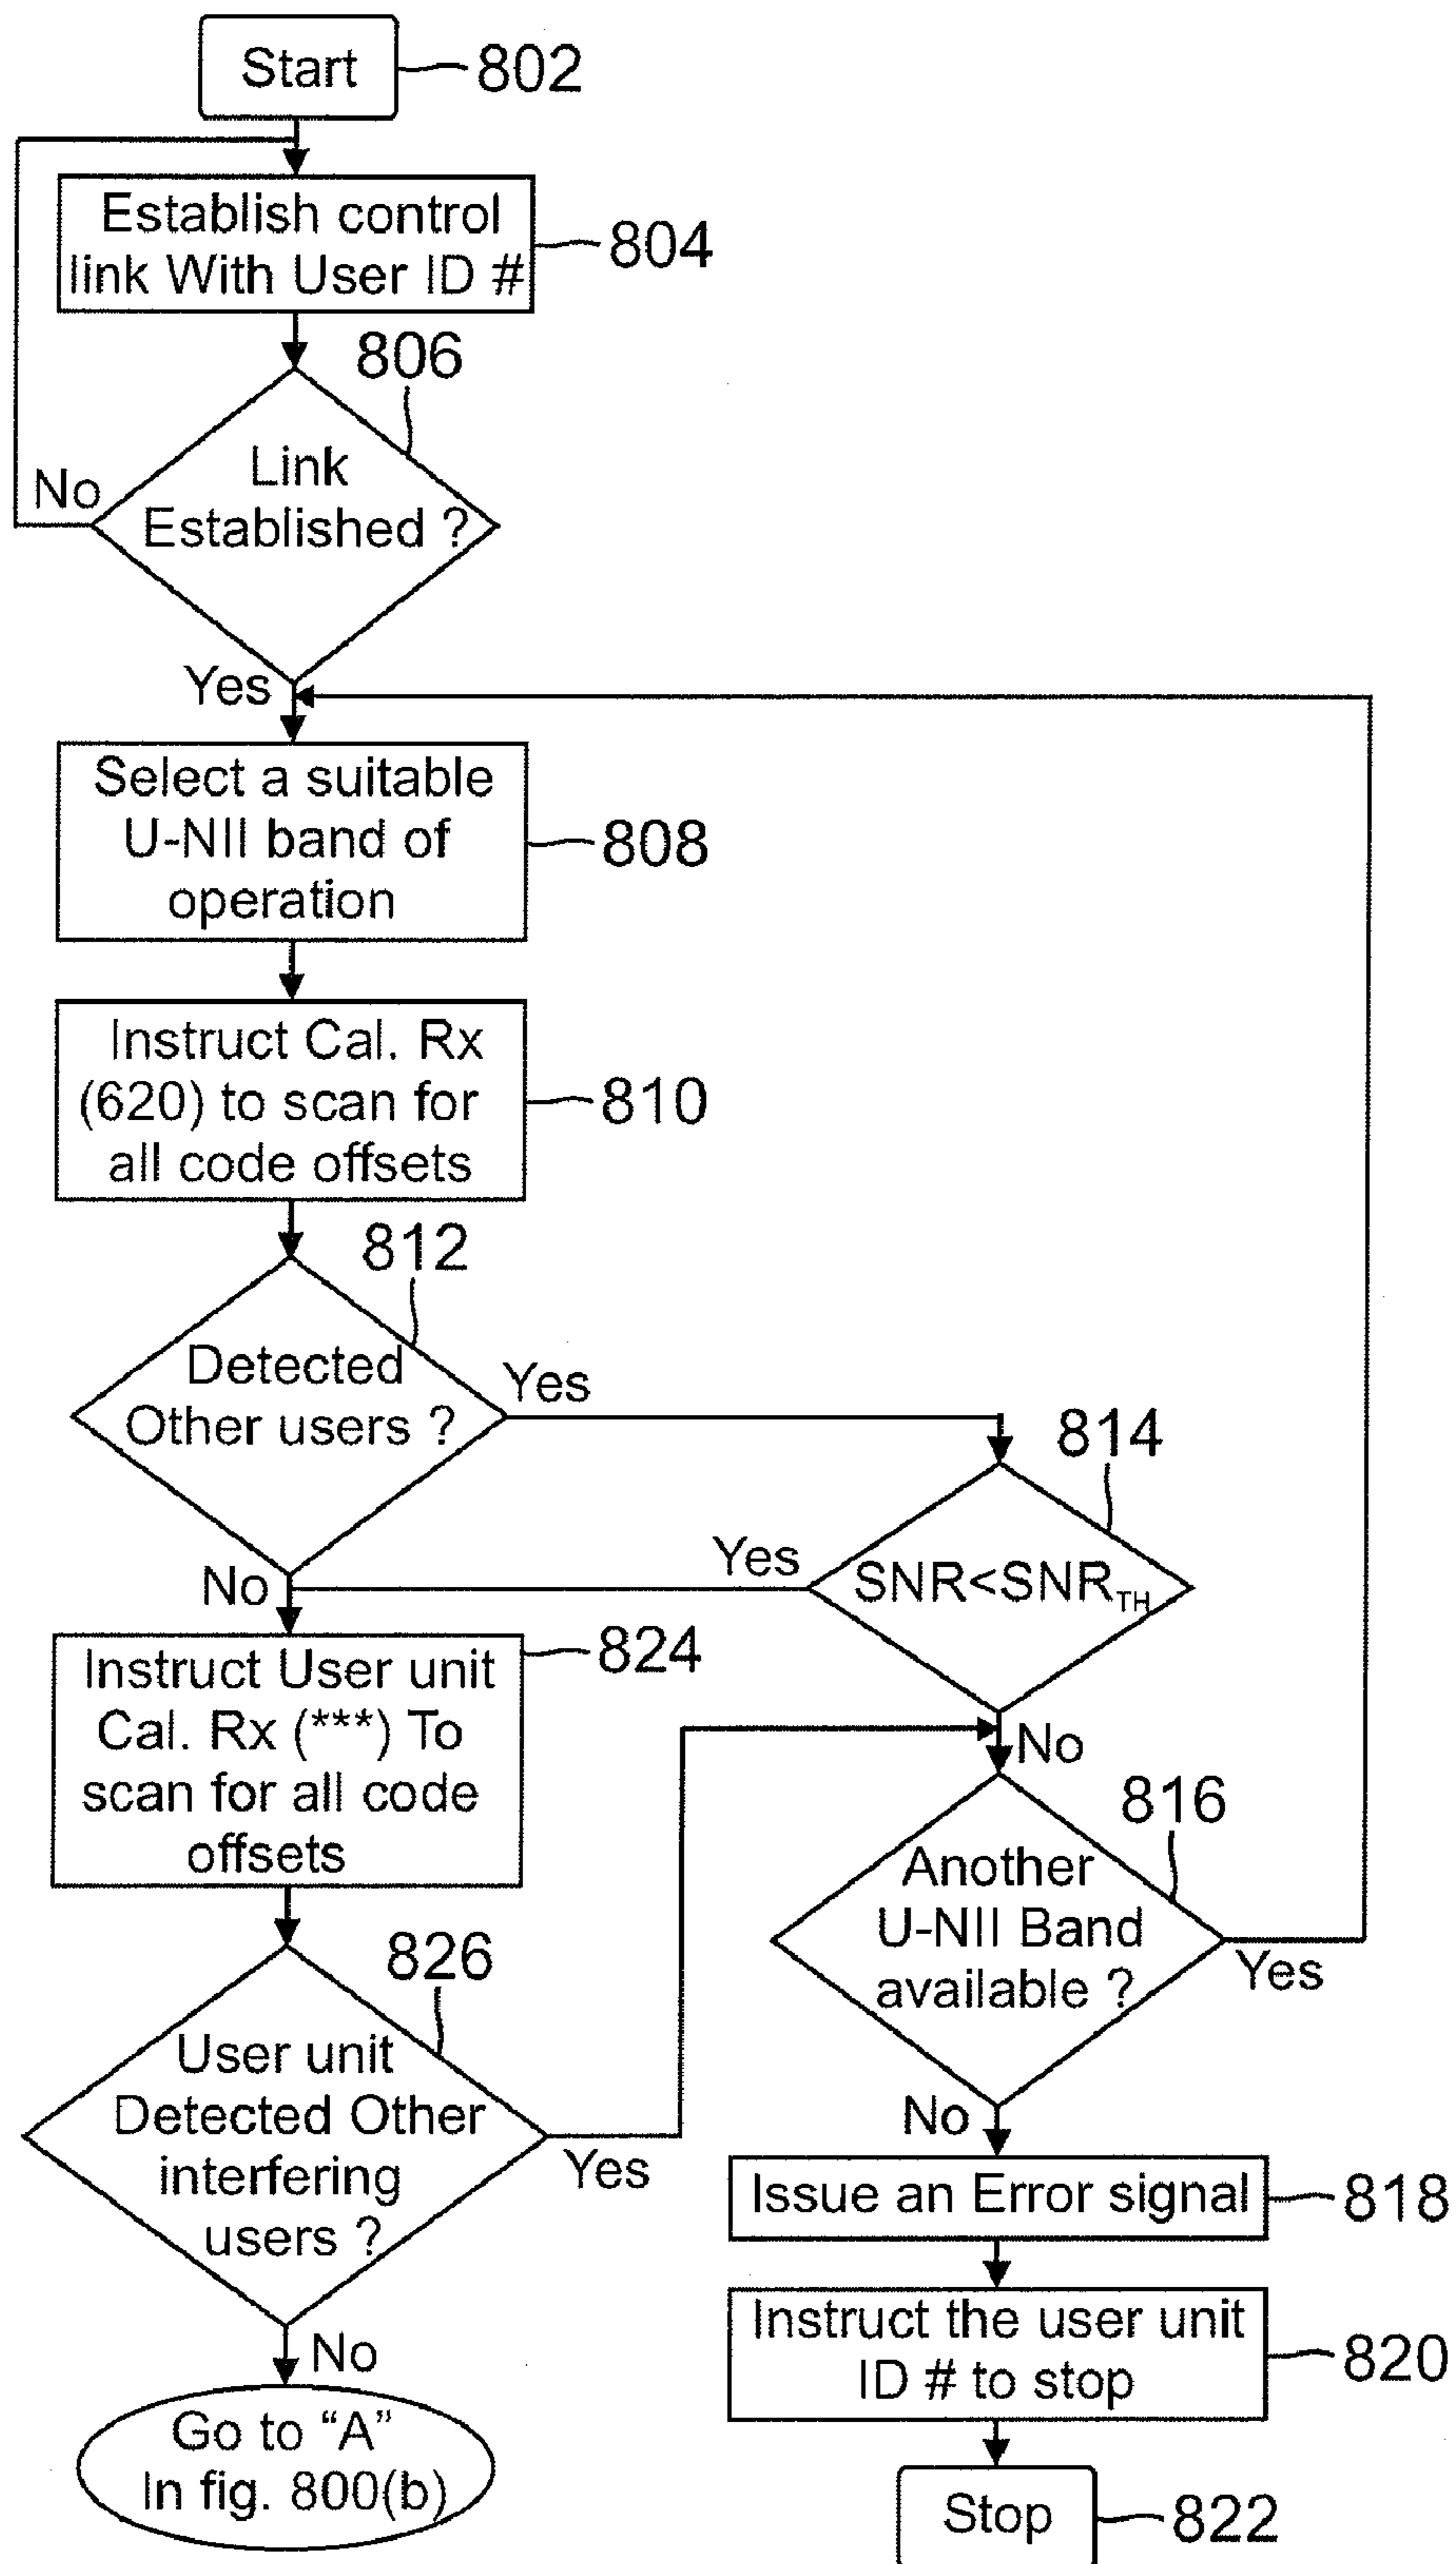 Start
802
Establish control
link With User ID #
804
806
Link
Established ?
No
Yes
Select a suitable
U-NII band of
operation
808
Instruct Cal. Rx
(620) to scan for
all code offsets
810
812
Detected
Other users ?
Yes
No
814
SNR<SNRTH
Yes
No
Instruct User unit
Cal. Rx (***) To
scan for all code
offsets
824
816
Another
U-NII Band
available ?
Yes
No
826
User unit
Detected Other
interfering
users ?
Yes
No
Issue an Error signal
818
Instruct the user unit
ID # to stop
820
Go to “A”
In fig. 800(b)
Stop
822